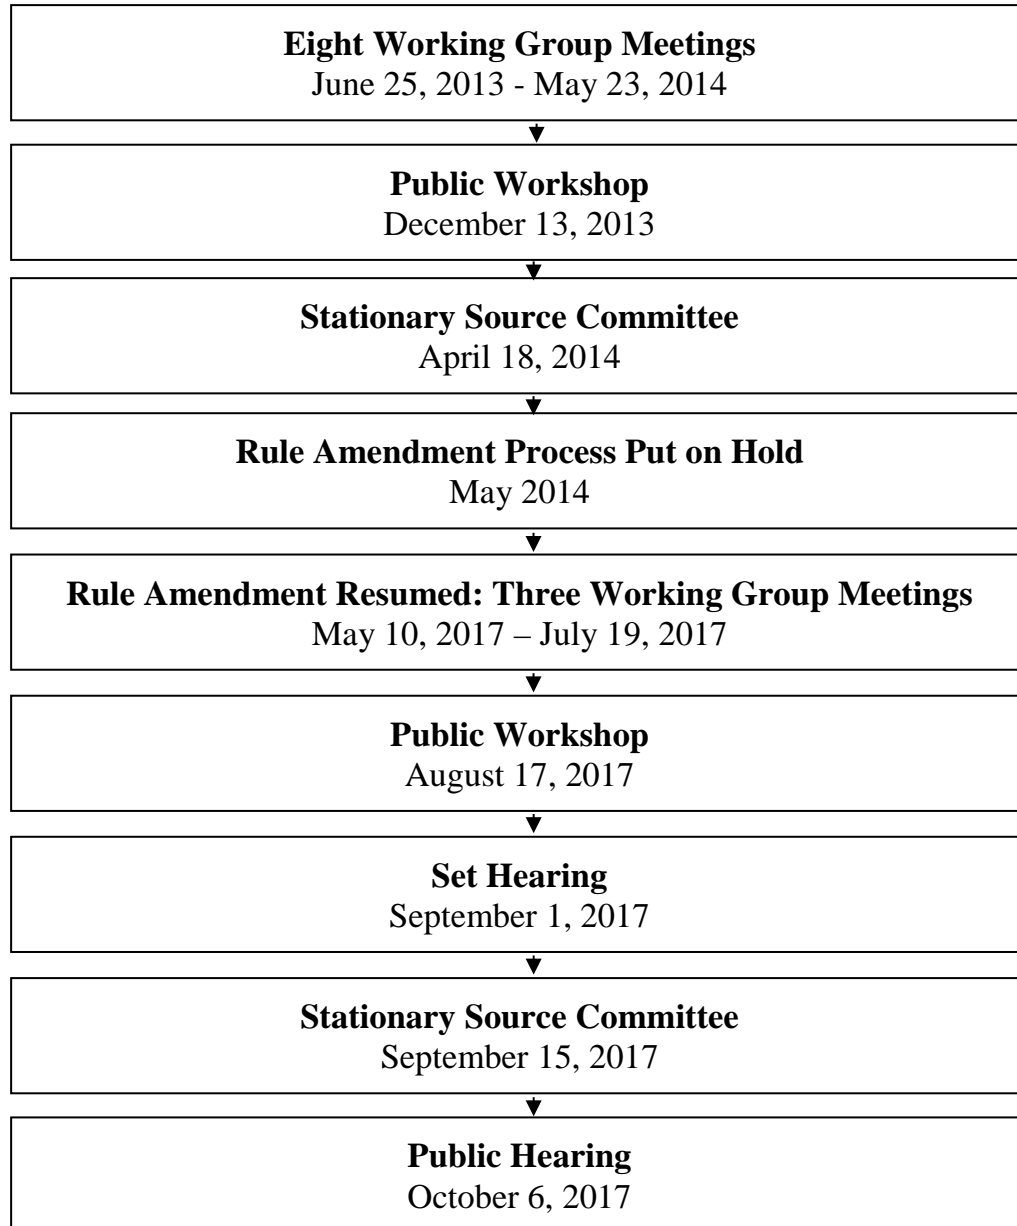 Eight Working Group Meetings
June 25, 2013 - May 23, 2014
Public Workshop
December 13, 2013
Stationary Source Committee
April 18, 2014
Rule Amendment Process Put on Hold
May 2014
Rule Amendment Resumed: Three Working Group Meetings
May 10, 2017 – July 19, 2017
Public Workshop
August 17, 2017
Set Hearing
September 1, 2017
Stationary Source Committee
September 15, 2017
Public Hearing
October 6, 2017